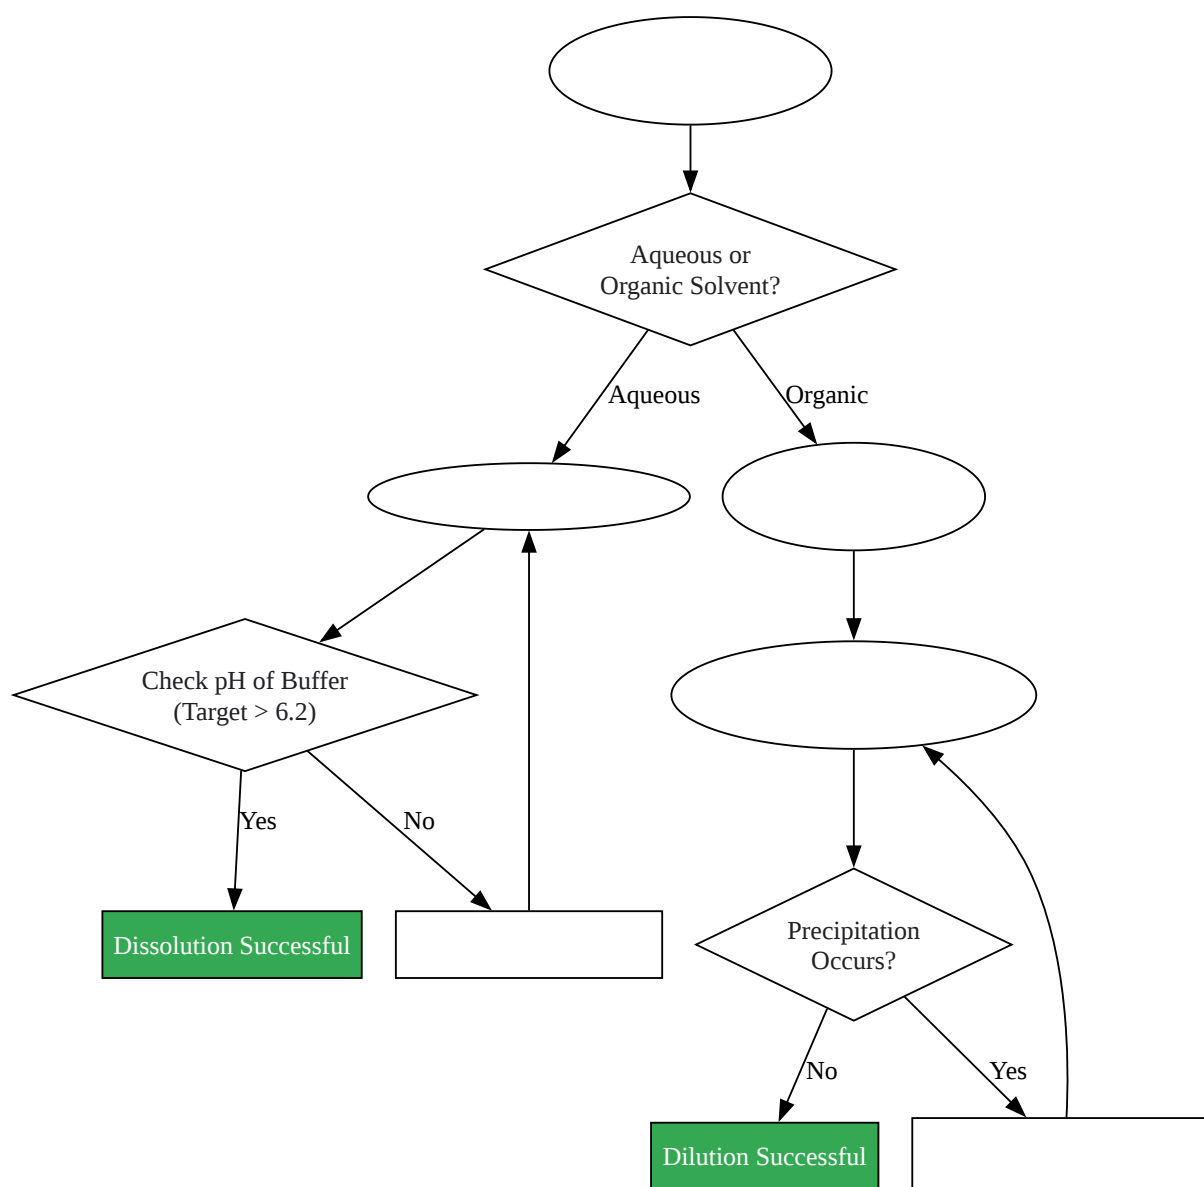 Aqueous or
Organic Solvent?
Aqueous
Organic
Check pH of Buffer
(Target > 6.2)
Yes
No
Dissolution Successful
Precipitation
Occurs?
No
Yes
Dilution Successful